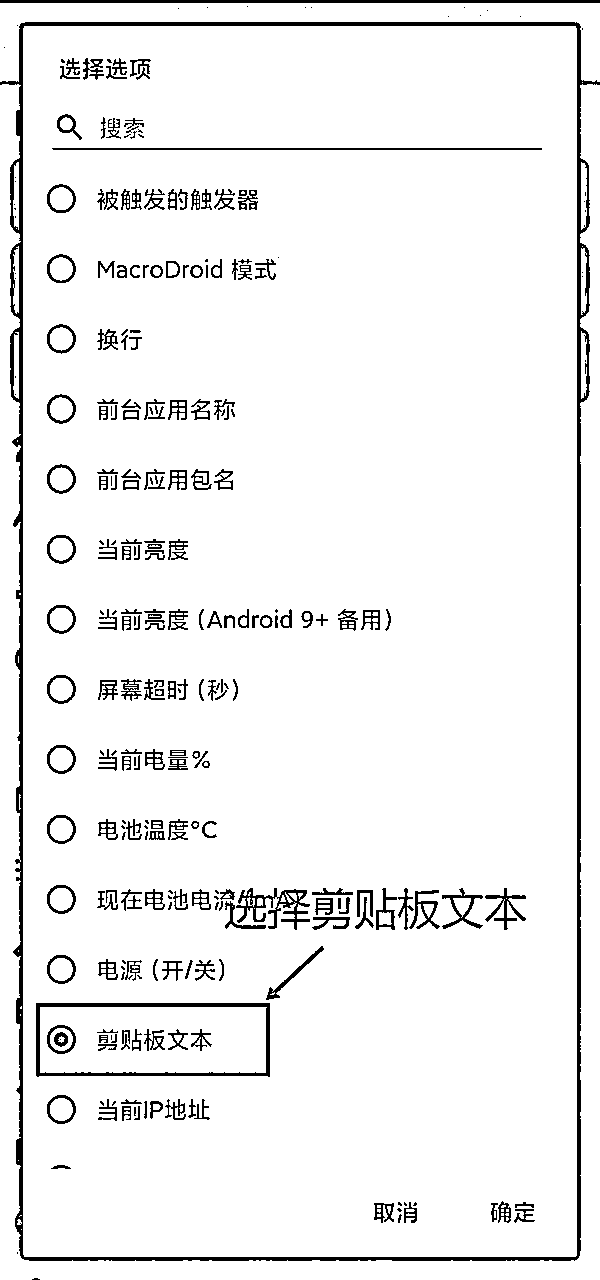 选择选项
搜索
被触发的触发器
MacroDroid 模式
换行
前台应用名称
前台应用包名
当前亮度
当前亮度（Android 9+ 备用）
屏幕超时（秒）
当前电量%
电池温度°C
现在电池电流
选择剪贴板文本
电源（开/关）
剪贴板文本
当前IP地址
取消 确定